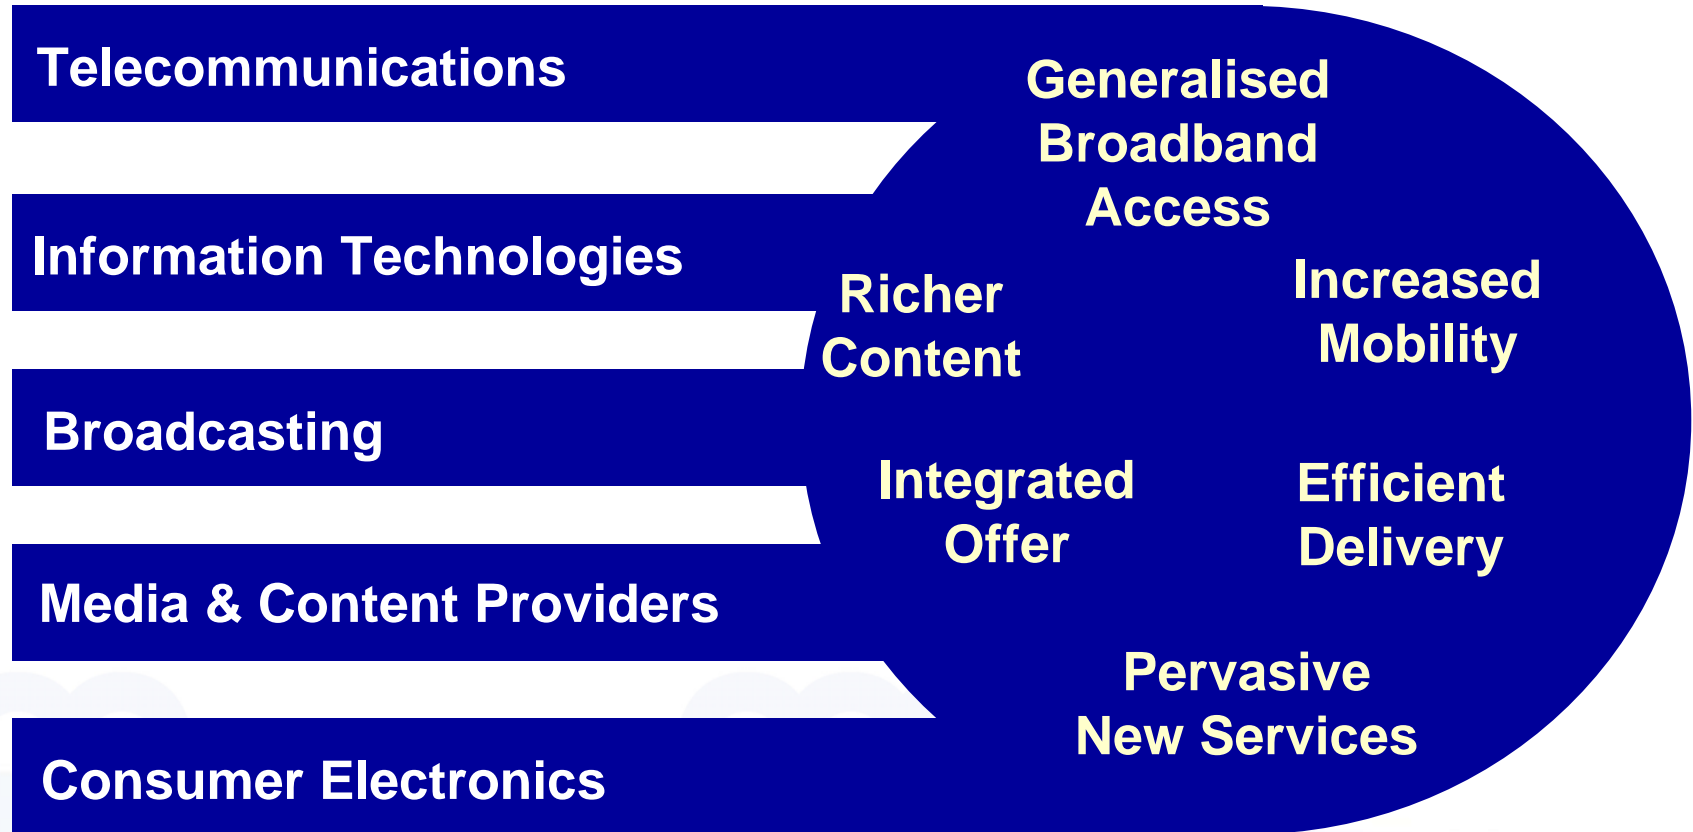 Telecommunications
Information Technologies
Broadcasting
Media & Content Providers
Consumer Electronics
Generalised
Broadband
Access
Richer
Content
Increased
Mobility
Integrated
Offer
Efficient
Delivery
Pervasive
New Services